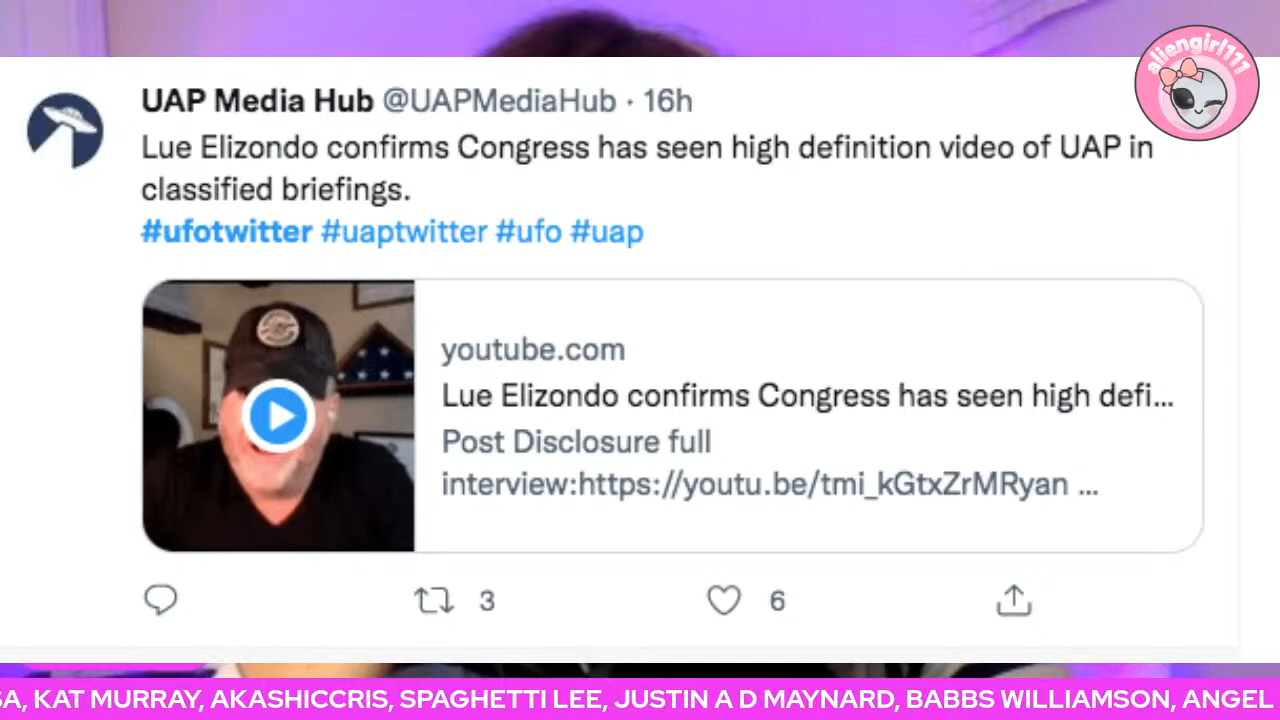 aliengirl111
UAP Media Hub @UAPMediaHub · 16h
Lue Elizondo confirms Congress has seen high definition video of UAP in
classified briefings.
#ufotwitter #uaptwitter #ufo #uap
youtube.com
Lue Elizondo confirms Congress has seen high defi...
Post Disclosure full
interview:https://youtu.be/tmi_kGtxZrMRyan ...
3
6
SA, KAT MURRAY, AKASHICCRIS, SPAGHETTI LEE, JUSTIN A D MAYNARD, BABBS WILLIAMSON, ANGEL